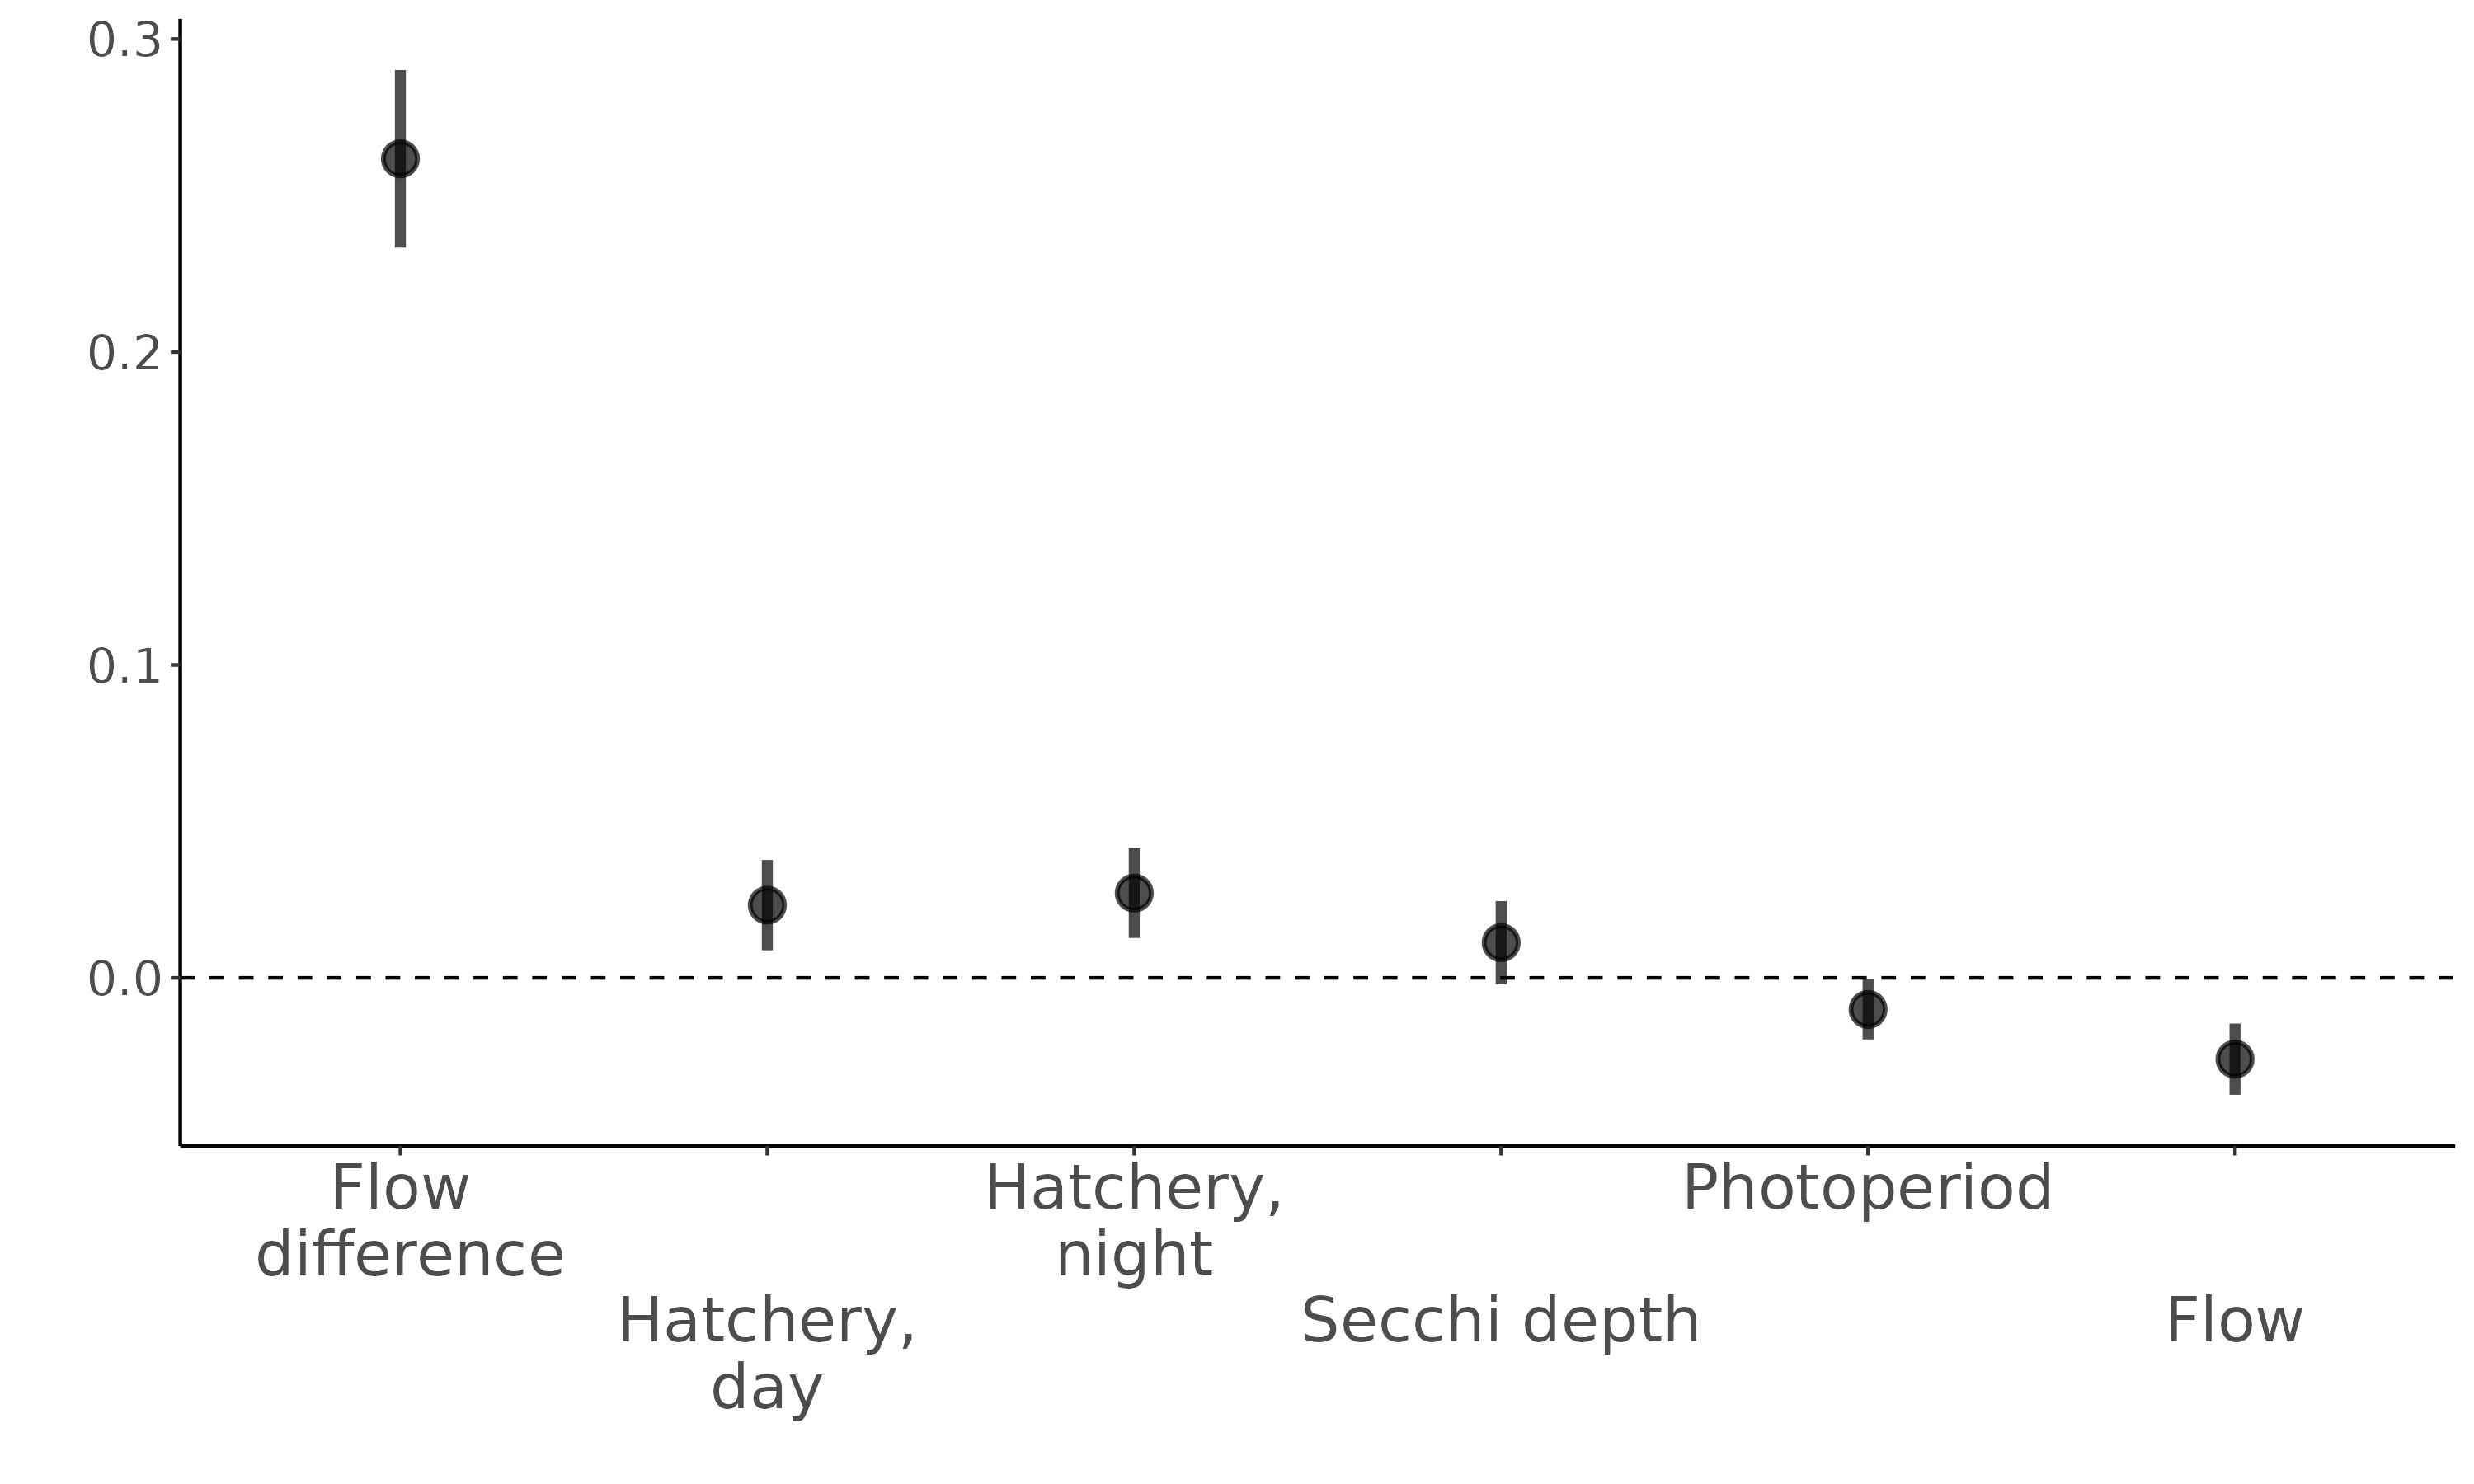 0.3
0.2
0.1
0.0
Flow
difference
Hatchery,
day
Hatchery,
night
Secchi depth
Photoperiod
Flow